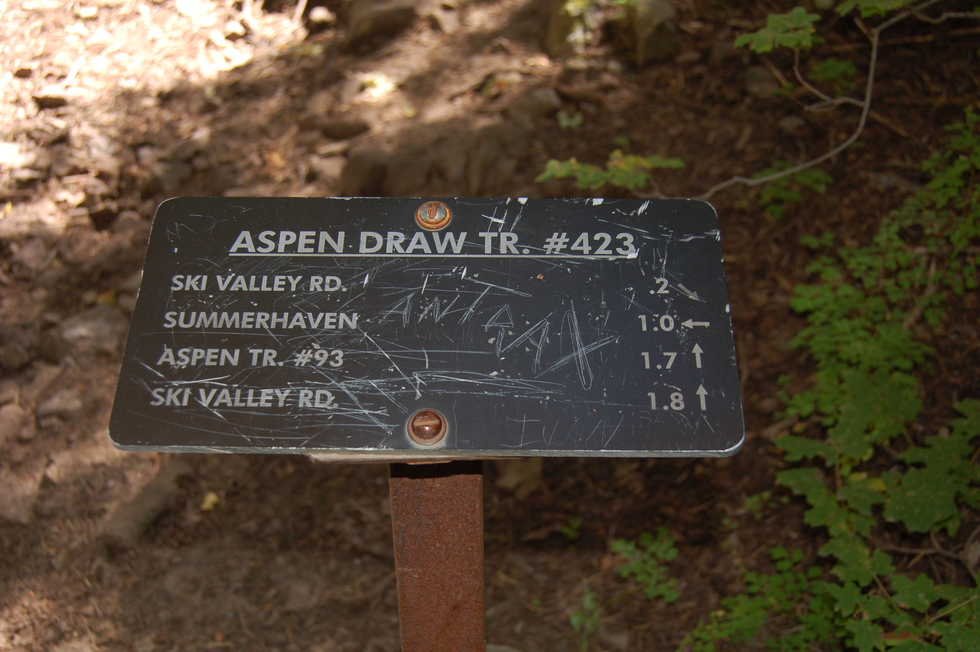 ASPEN DRAW TR. #423
SKI VALLEY RD. .2 ↘
SUMMERHAVEN 1.0 ←
ASPEN TR. #93 1.7 ↑
SKI VALLEY RD. 1.8 ↑